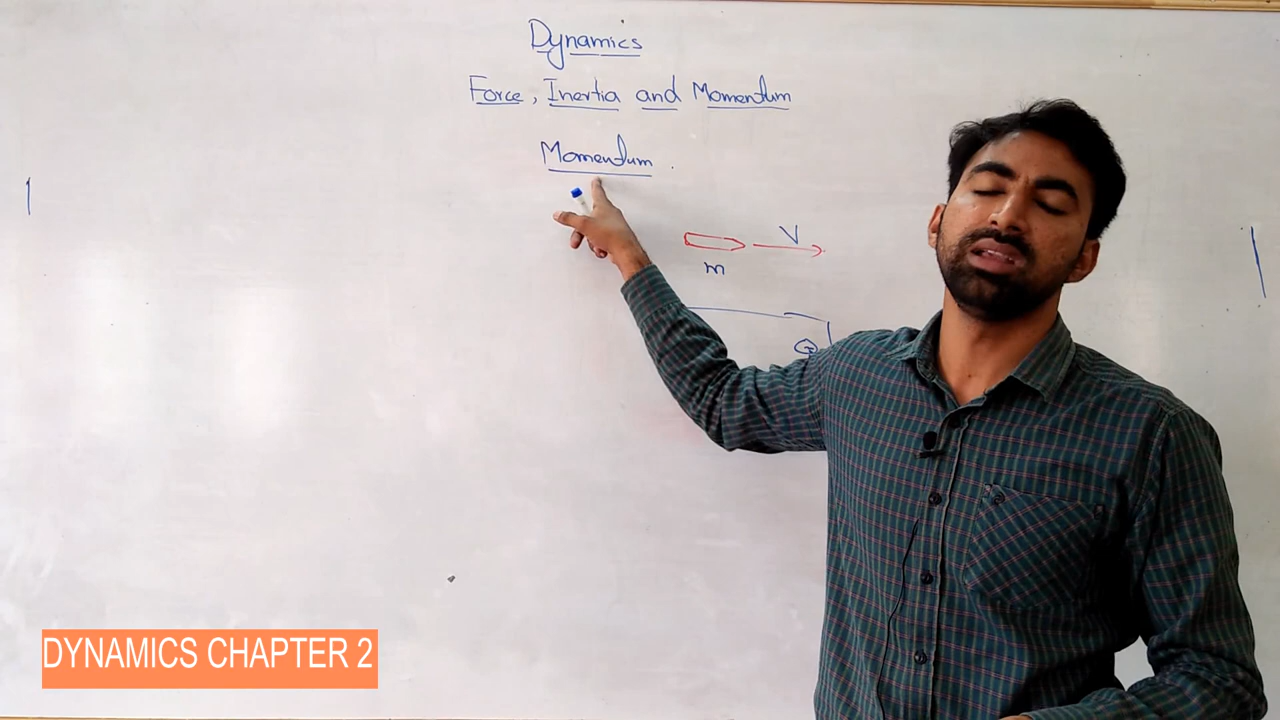 Dynamics
Force, Inertia and Momentum
Momentum
V
m
DYNAMICS CHAPTER 2